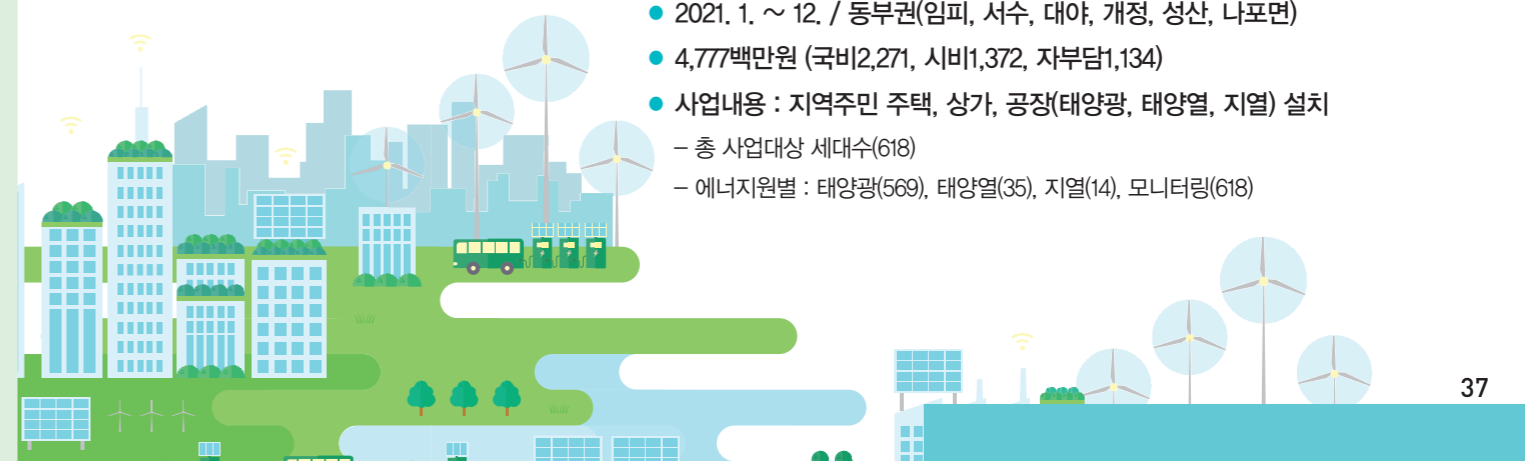 ● 2021. 1. ~ 12. / 동부권(임피, 서수, 대야, 개정, 성산, 나포면)
● 4,777백만원 (국비2,271, 시비1,372, 자부담1,134)
● 사업내용 : 지역주민 주택, 상가, 공장(태양광, 태양열, 지열) 설치
– 총 사업대상 세대수(618)
– 에너지원별 : 태양광(569), 태양열(35), 지열(14), 모니터링(618)
37